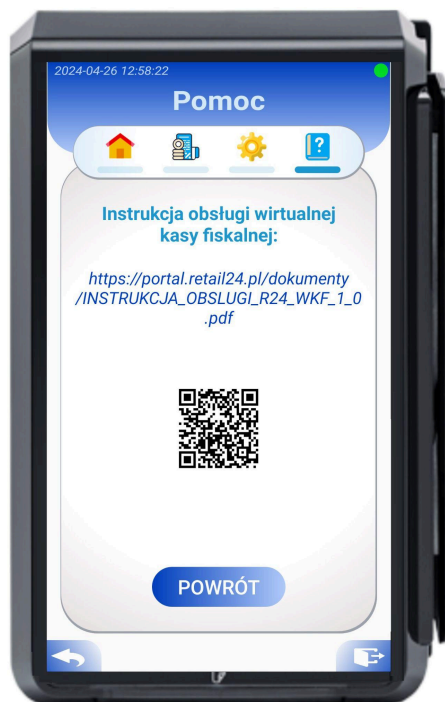 2024-04-26 12:58:22
Pomoc
?
Instrukcja obsługi wirtualnej
kasy fiskalnej:
https://portal.retail24.pl/dokumenty
/INSTRUKCJA_OBSLUGI_R24_WKF_1_0
.pdf
POWRÓT